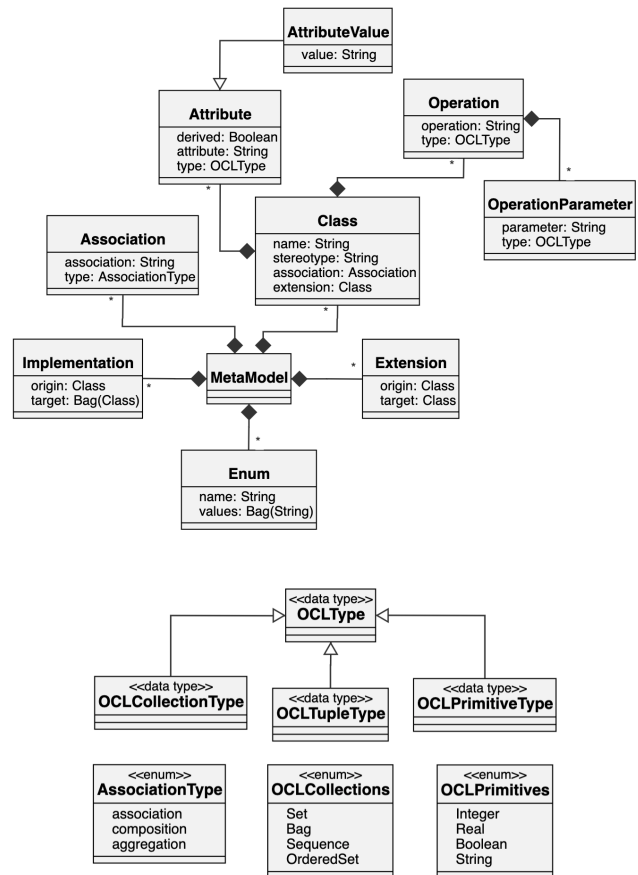 AttributeValue
value: String
Attribute
derived: Boolean
attribute: String
type: OCLType
*
Operation
operation: String
type: OCLType
*
*
OperationParameter
parameter: String
type: OCLType
Class
name: String
stereotype: String
association: Association
extension: Class
*
Association
association: String
type: AssociationType
*
Implementation
origin: Class
target: Bag(Class)
*
MetaModel
*
Extension
origin: Class
target: Class
*
Enum
name: String
values: Bag(String)
<<data type>>
OCLType
<<data type>>
OCLCollectionType
<<data type>>
OCLTupleType
<<data type>>
OCLPrimitiveType
<<enum>>
AssociationType
association
composition
aggregation
<<enum>>
OCLCollections
Set
Bag
Sequence
OrderedSet
<<enum>>
OCLPrimitives
Integer
Real
Boolean
String